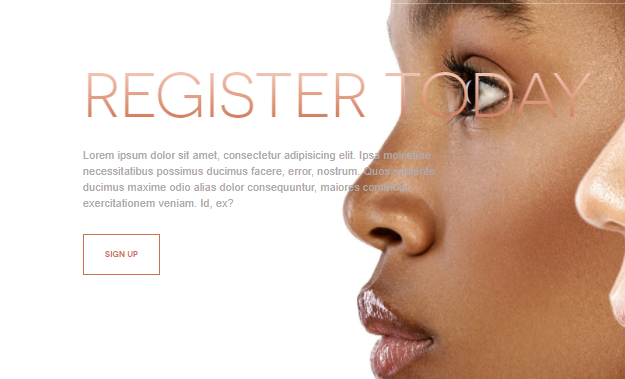 REGISTER TODAY
Lorem ipsum dolor sit amet, consectetur adipisicing elit. Ipsa molestiae
necessitatibus possimus ducimus facere, error, nostrum. Quos sapiente
ducimus maxime odio alias dolor consequuntur, maiores commodi
exercitationem veniam. Id, ex?
SIGN UP